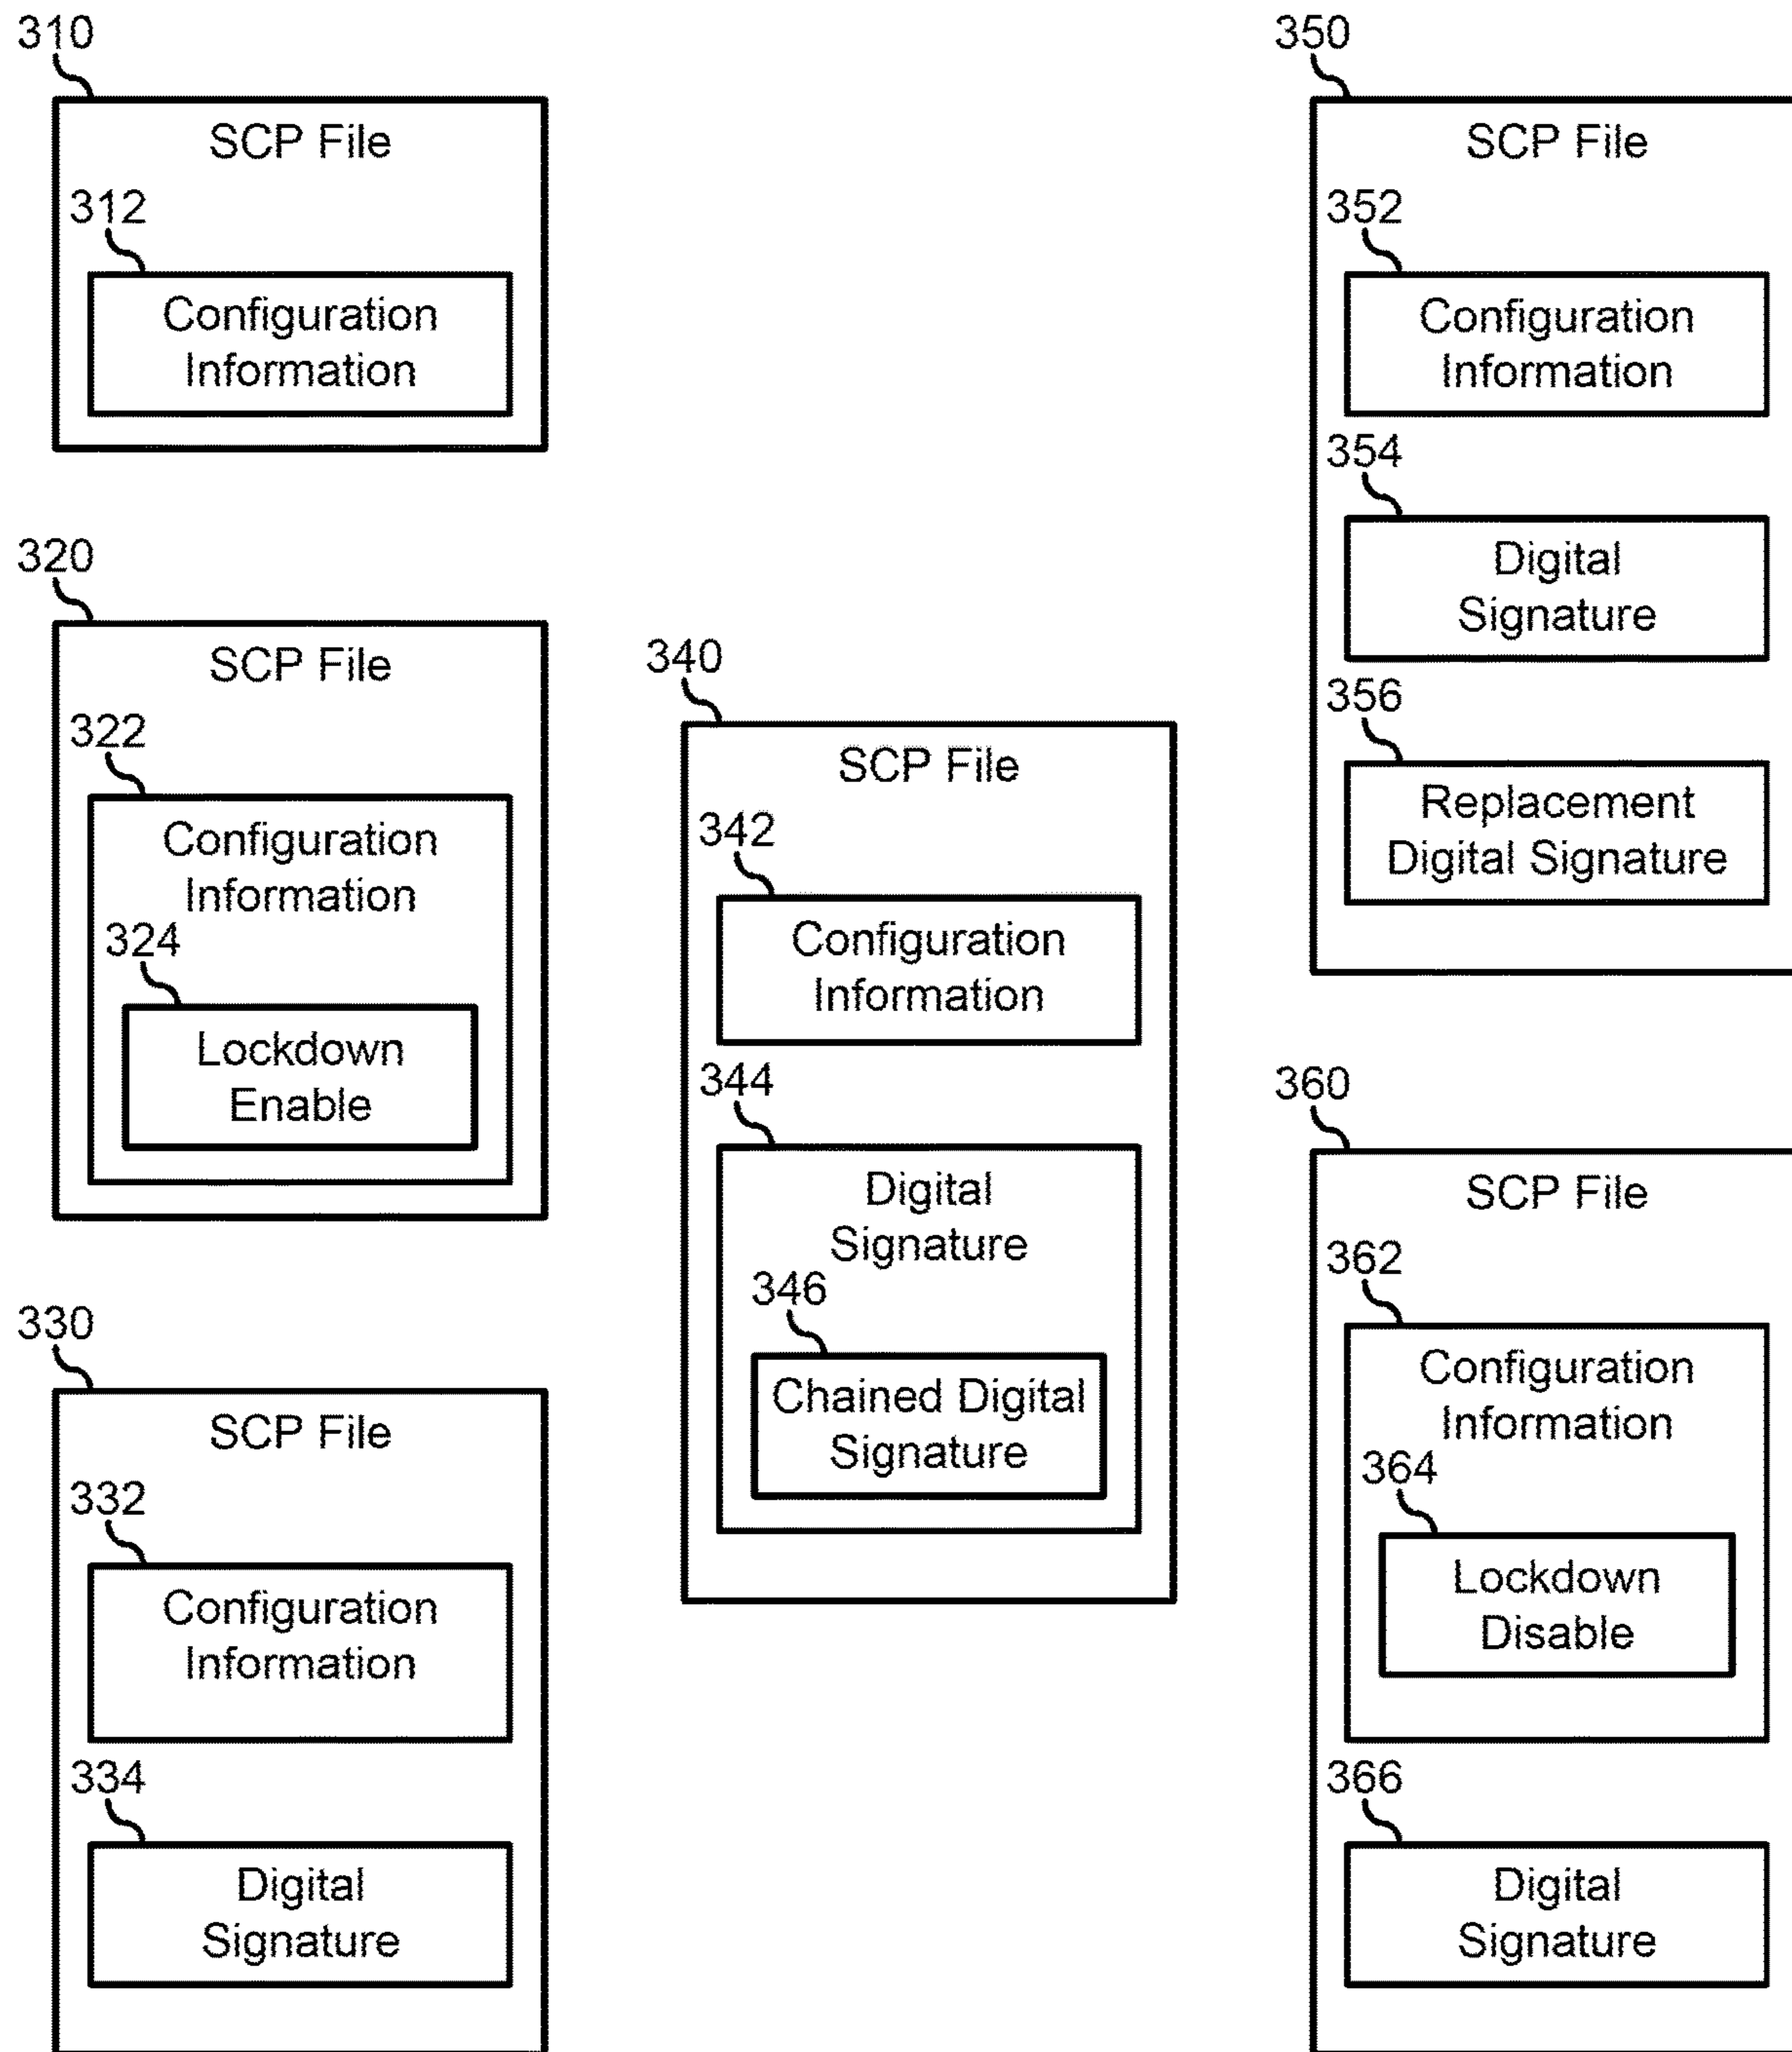 310
SCP File
312
Configuration
Information
320
SCP File
322
Configuration
Information
324
Lockdown
Enable
330
SCP File
332
Configuration
Information
334
Digital
Signature
340
SCP File
342
Configuration
Information
344
Digital
Signature
346
Chained Digital
Signature
350
SCP File
352
Configuration
Information
354
Digital
Signature
356
Replacement
Digital Signature
360
SCP File
362
Configuration
Information
364
Lockdown
Disable
366
Digital
Signature